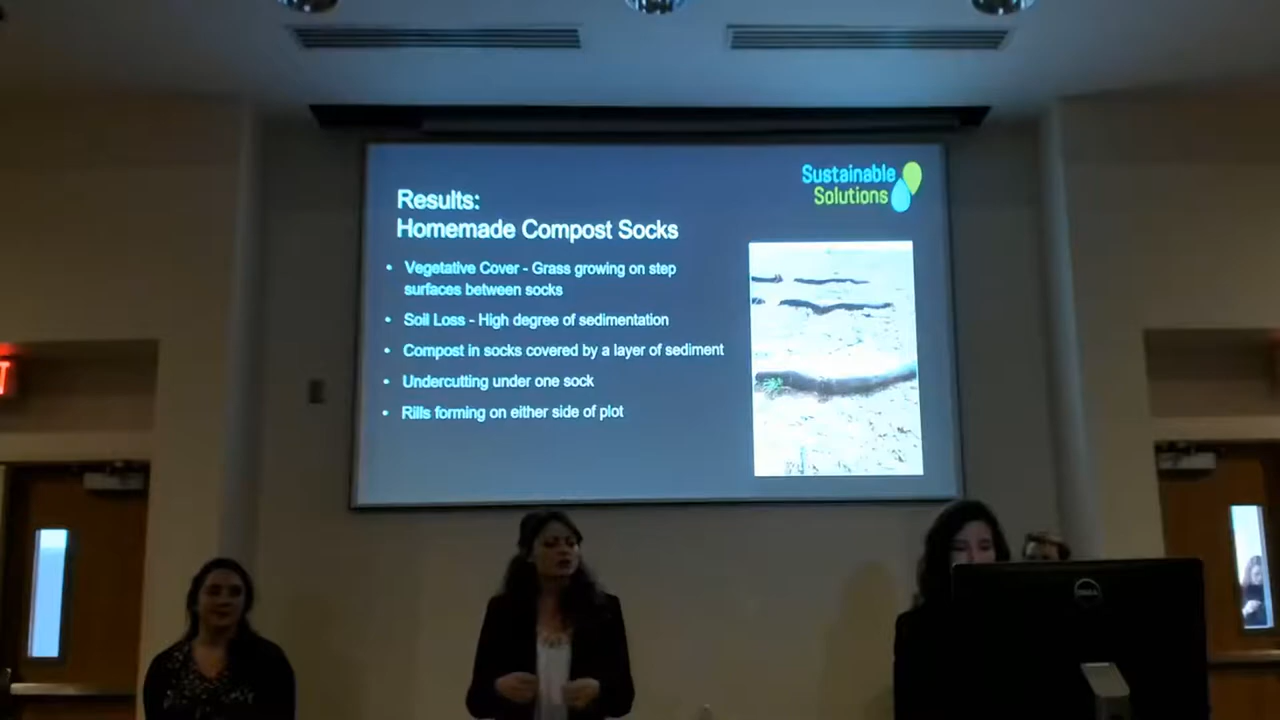 Sustainable
Solutions
Results:
Homemade Compost Socks
• Vegetative Cover - Grass growing on step
surfaces between socks
• Soil Loss - High degree of sedimentation
• Compost in socks covered by a layer of sediment
• Undercutting under one sock
• Rills forming on either side of plot
DELL